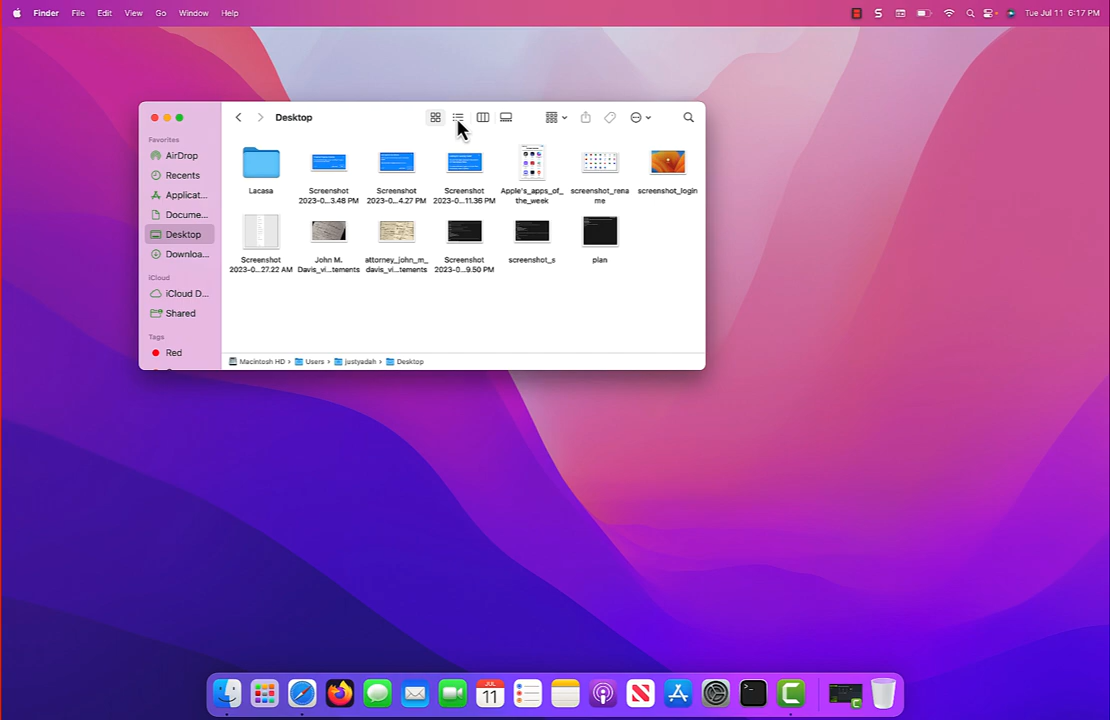 Finder File Edit View Go Window Help
Tue Jul 11 6:17 PM
Desktop
Favorites
AirDrop
Recents
Applicat...
Docume...
Desktop
Downloa...
iCloud
iCloud D...
Shared
Tags
Red
Lacasa
Screenshot
2023-0...3.48 PM
Screenshot
2023-0...4.27 PM
Screenshot
2023-0...11.36 PM
Apple's_apps_of_
the_week
screenshot_rena
me
screenshot_login
Screenshot
2023-0...27.22 AM
John M.
Davis_vi...tements
attorney_john_m_
davis_vi...tements
Screenshot
2023-0...9.50 PM
screenshot_s
plan
Macintosh HD › Users › justyadah › Desktop
JUL
11